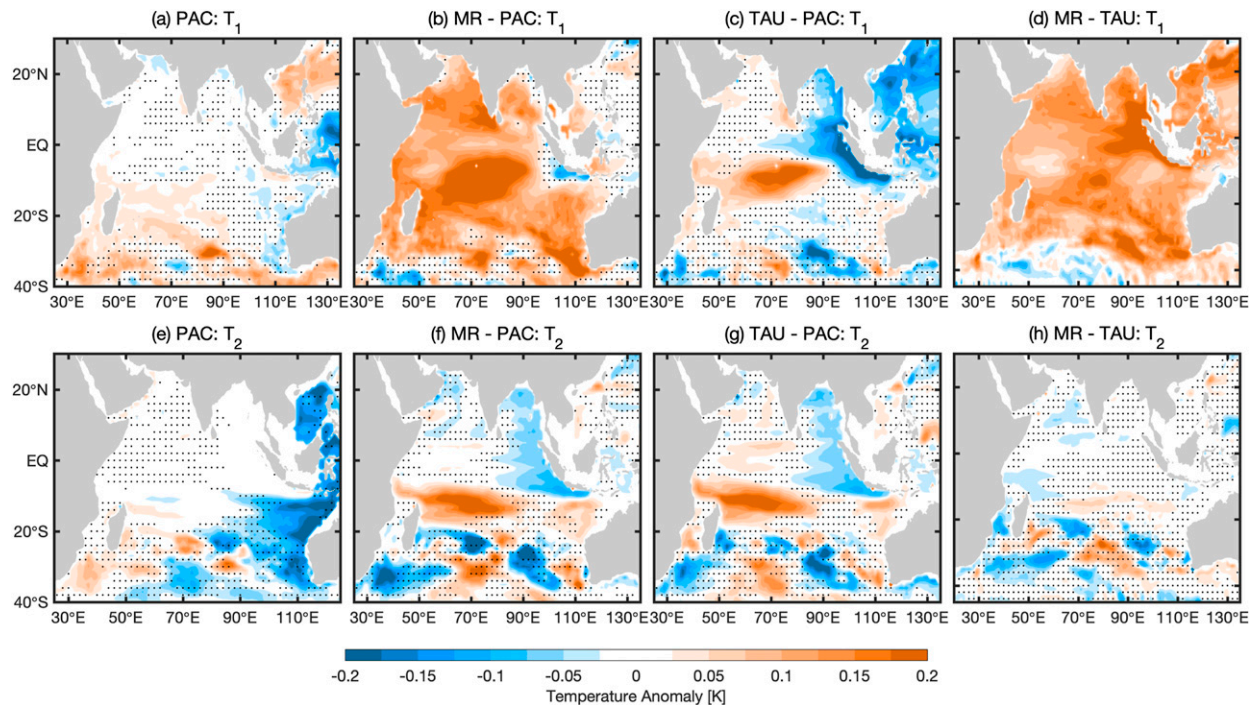 (a) PAC: T1 (b) MR - PAC: T1 (c) TAU - PAC: T1 (d) MR - TAU: T1
20°N
EQ
20°S
40°S
30°E 50°E 70°E 90°E 110°E 130°E 30°E 50°E 70°E 90°E 110°E 130°E 30°E 50°E 70°E 90°E 110°E 130°E 30°E 50°E 70°E 90°E 110°E 130°E
(e) PAC: T2 (f) MR - PAC: T2 (g) TAU - PAC: T2 (h) MR - TAU: T2
20°N
EQ
20°S
40°S
30°E 50°E 70°E 90°E 110°E 30°E 50°E 70°E 90°E 110°E 130°E 30°E 50°E 70°E 90°E 110°E 130°E 30°E 50°E 70°E 90°E 110°E 130°E
-0.2 -0.15 -0.1 -0.05 0 0.05 0.1 0.15 0.2
Temperature Anomaly [K]